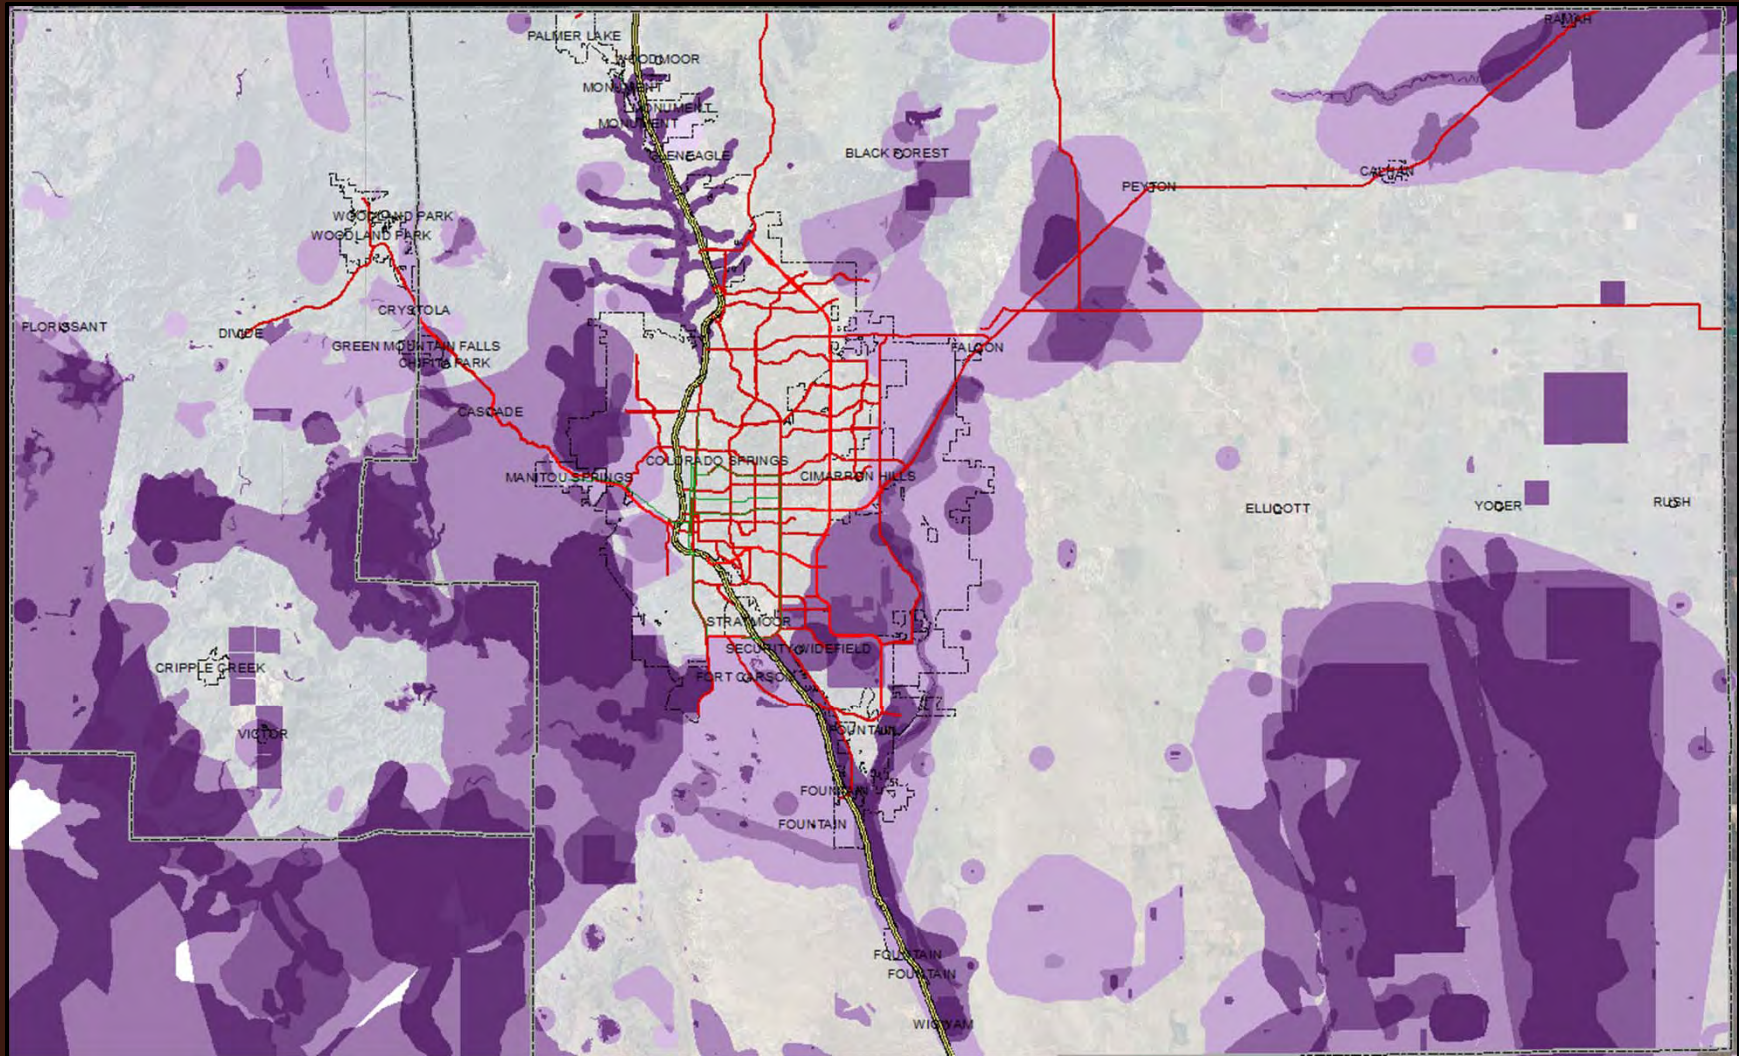 RAMAH
PALMER LAKE
WOODMOOR
MONUMENT
MONUMENT
MONUMENT
GLENEAGLE
BLACK FOREST
CALHAN
PEYTON
WOODLAND PARK
WOODLAND PARK
CRYSTOLA
FLORISSANT
DIVIDE
GREEN MOUNTAIN FALLS
CHIPITA PARK
FALCON
CASCADE
COLORADO SPRINGS
MANITOU SPRINGS
CIMARRON HILLS
ELLICOTT
YODER
RUSH
STRATMOOR
SECURITY-WIDEFIELD
CRIPPLE CREEK
FORT CARSON
VICTOR
FOUNTAIN
FOUNTAIN
FOUNTAIN
FOUNTAIN
FOUNTAIN
WIGWAM